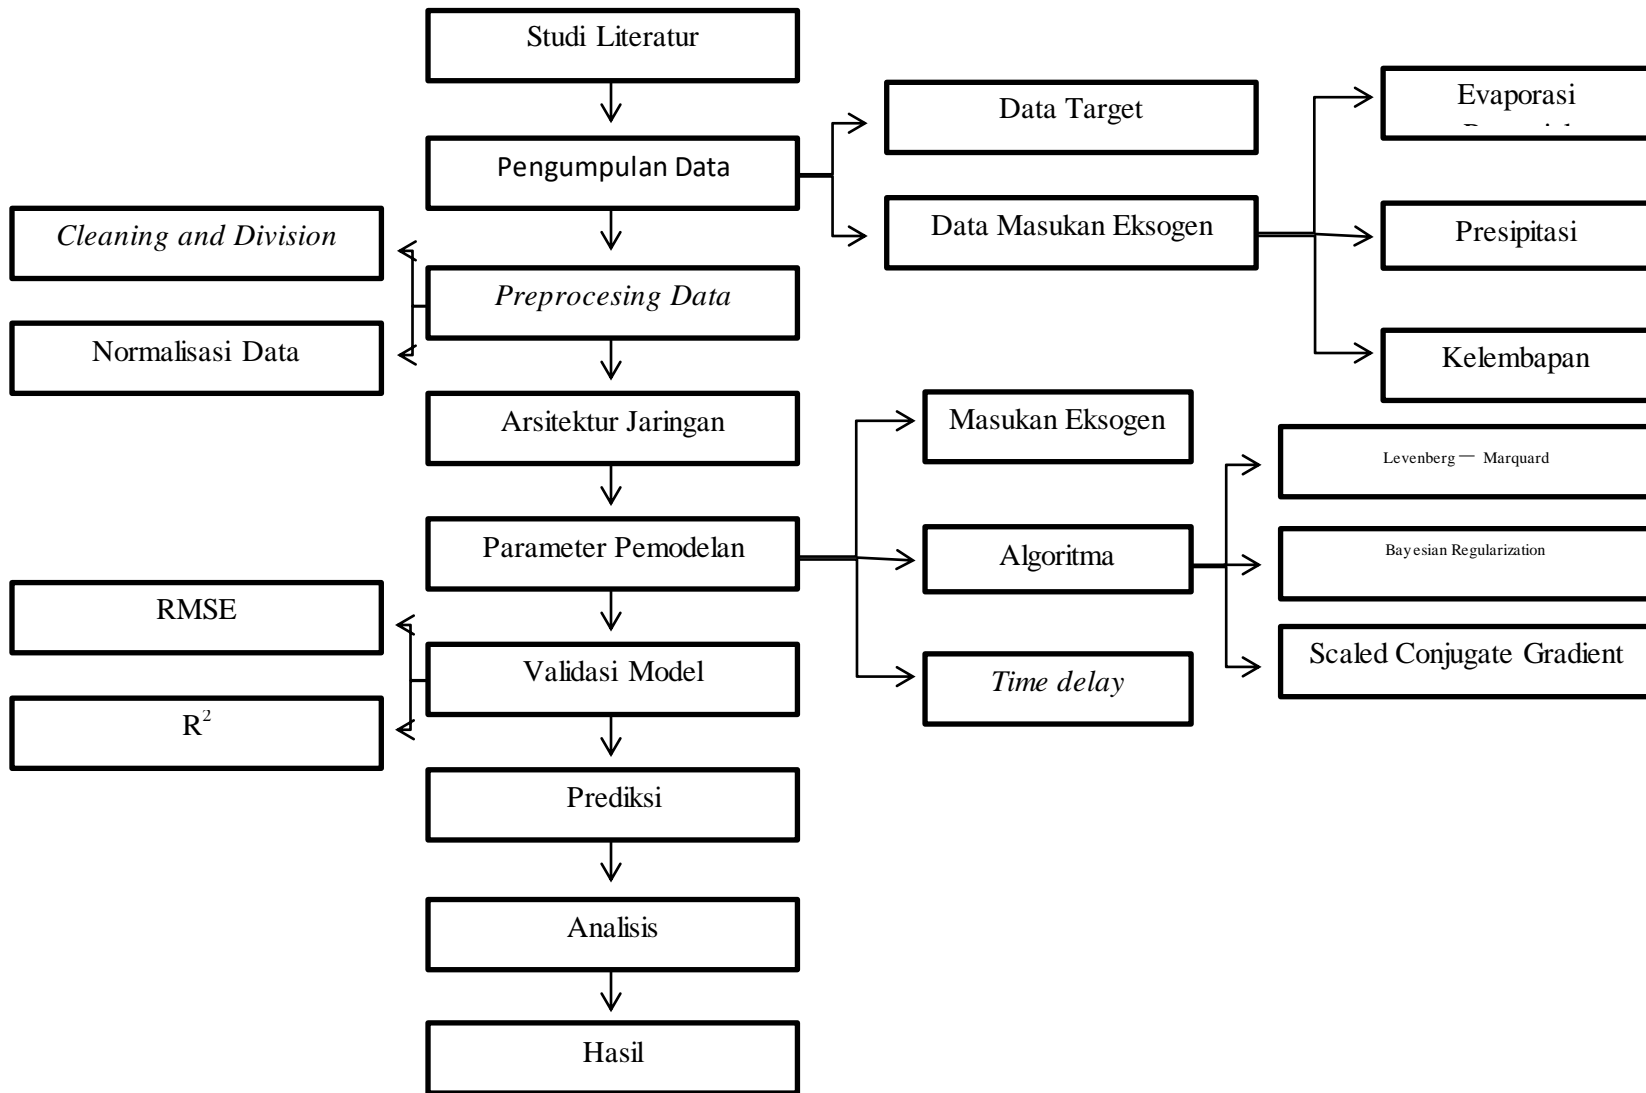 Studi Literatur
Pengumpulan Data
Data Target
Data Masukan Eksogen
Evaporasi
Presipitasi
Kelembapan
Cleaning and Division
Preprocesing Data
Normalisasi Data
Arsitektur Jaringan
Parameter Pemodelan
Masukan Eksogen
Algoritma
Time delay
Levenberg — Marquard
Bayesian Regularization
Scaled Conjugate Gradient
RMSE
Validasi Model
R²
Prediksi
Analisis
Hasil